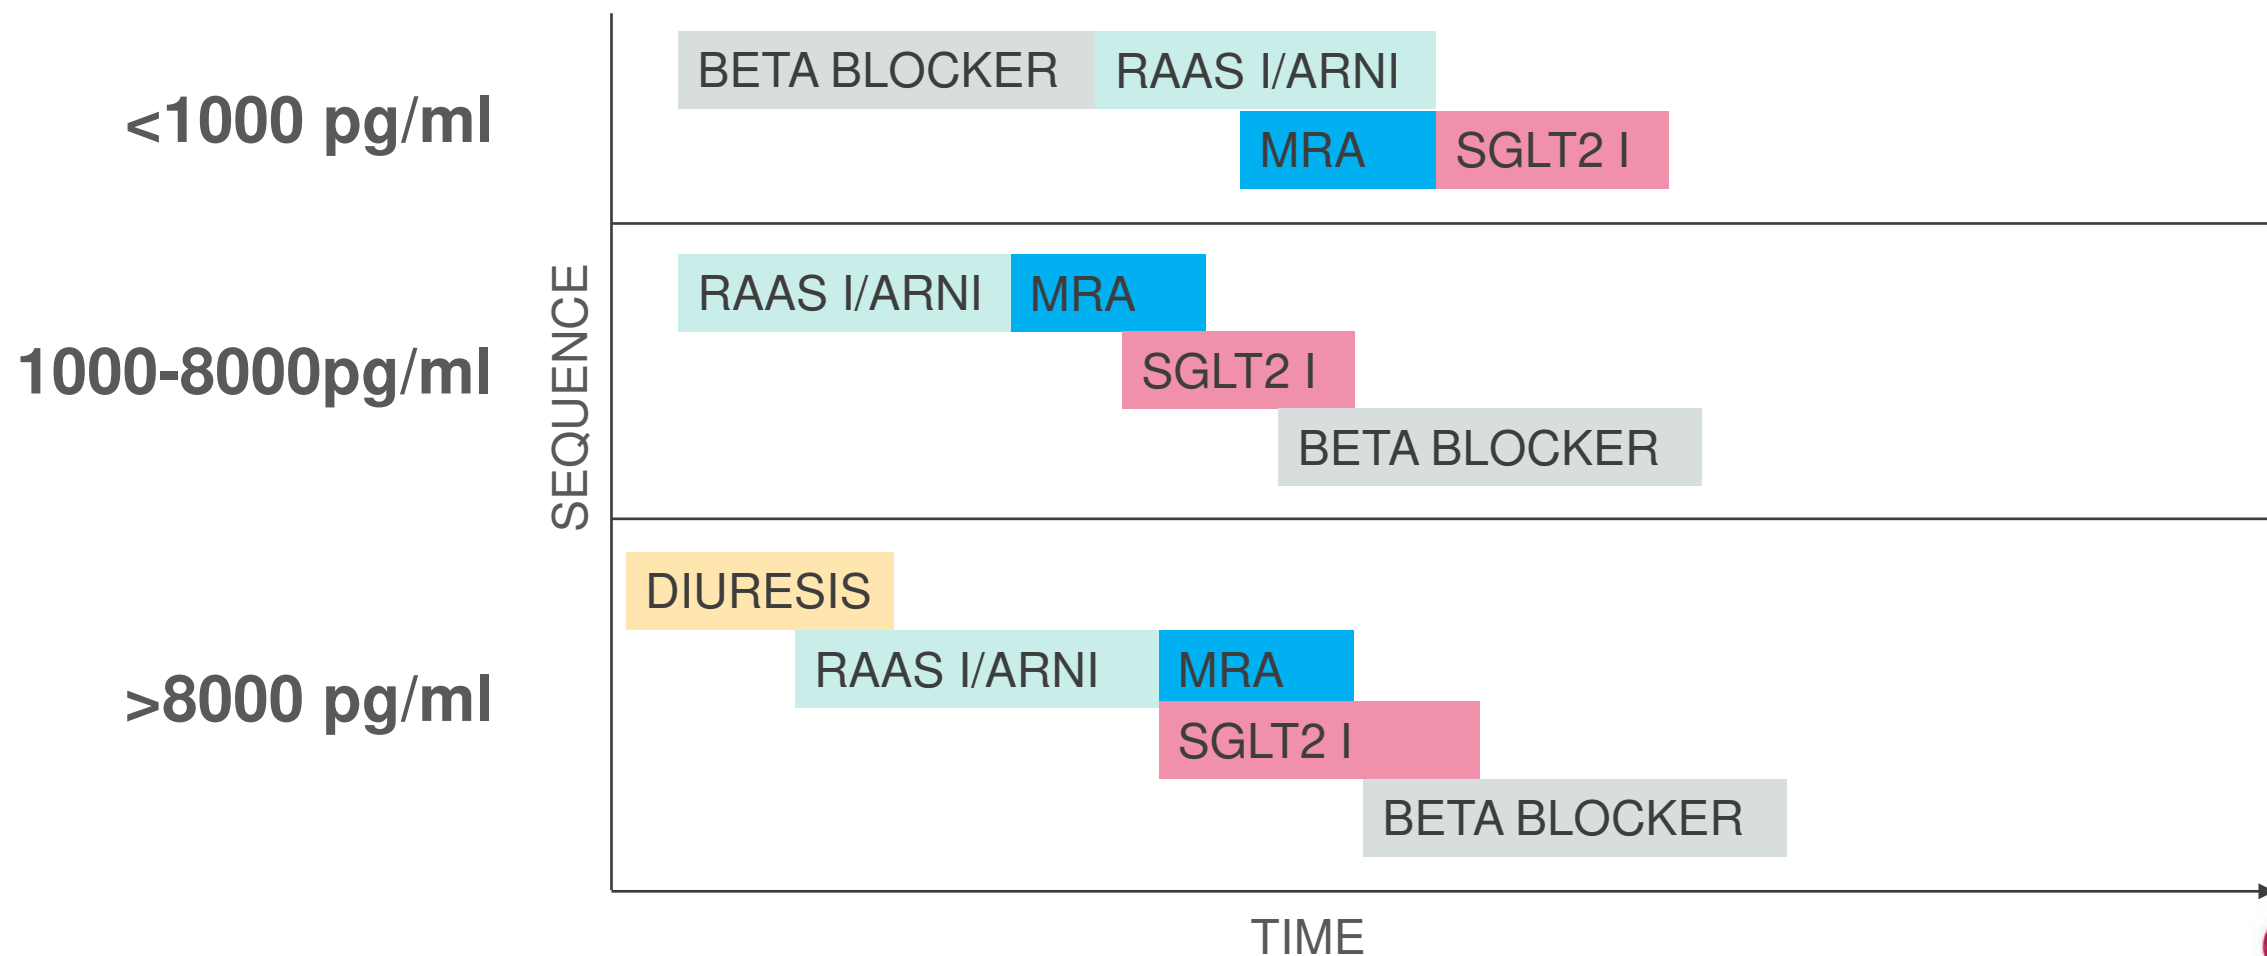 <1000 pg/ml
BETA BLOCKER
RAAS I/ARNI
MRA
SGLT2 I
1000-8000pg/ml
RAAS I/ARNI
MRA
SGLT2 I
BETA BLOCKER
>8000 pg/ml
DIURESIS
RAAS I/ARNI
MRA
SGLT2 I
BETA BLOCKER
SEQUENCE
TIME